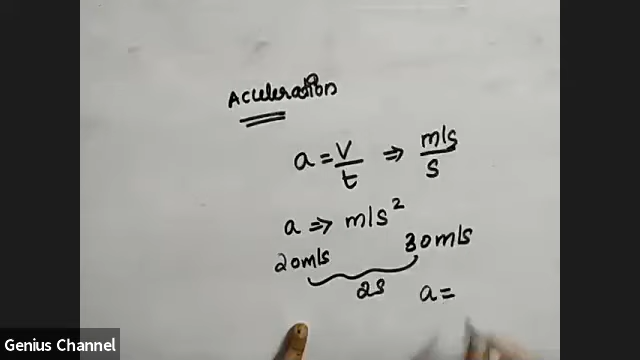 Acceleration
a = v/t ⇒ m/s/s
a ⇒ m/s²
20m/s 30m/s
2s a =
Genius Channel